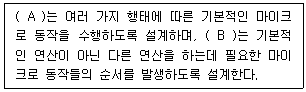 ( A )는 여러 가지 행태에 따른 기본적인 마이크
로 동작을 수행하도록 설계하며, ( B )는 기본적
인 연산이 아닌 다른 연산을 하는데 필요한 마이
크로 동작들의 순서를 발생하도록 설계한다.